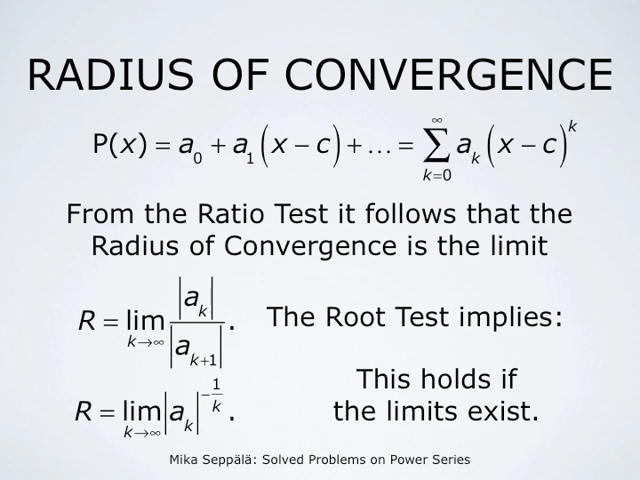 RADIUS OF CONVERGENCE
P(x) = a₀ + a₁(x − c) + … = ∑_{k=0}^{∞} aₖ(x − c)^k
From the Ratio Test it follows that the
Radius of Convergence is the limit
R = lim_{k→∞} |aₖ| / |aₖ₊₁|. The Root Test implies:
R = lim_{k→∞} |aₖ|^{−1/k}.
This holds if
the limits exist.
Mika Seppälä: Solved Problems on Power Series